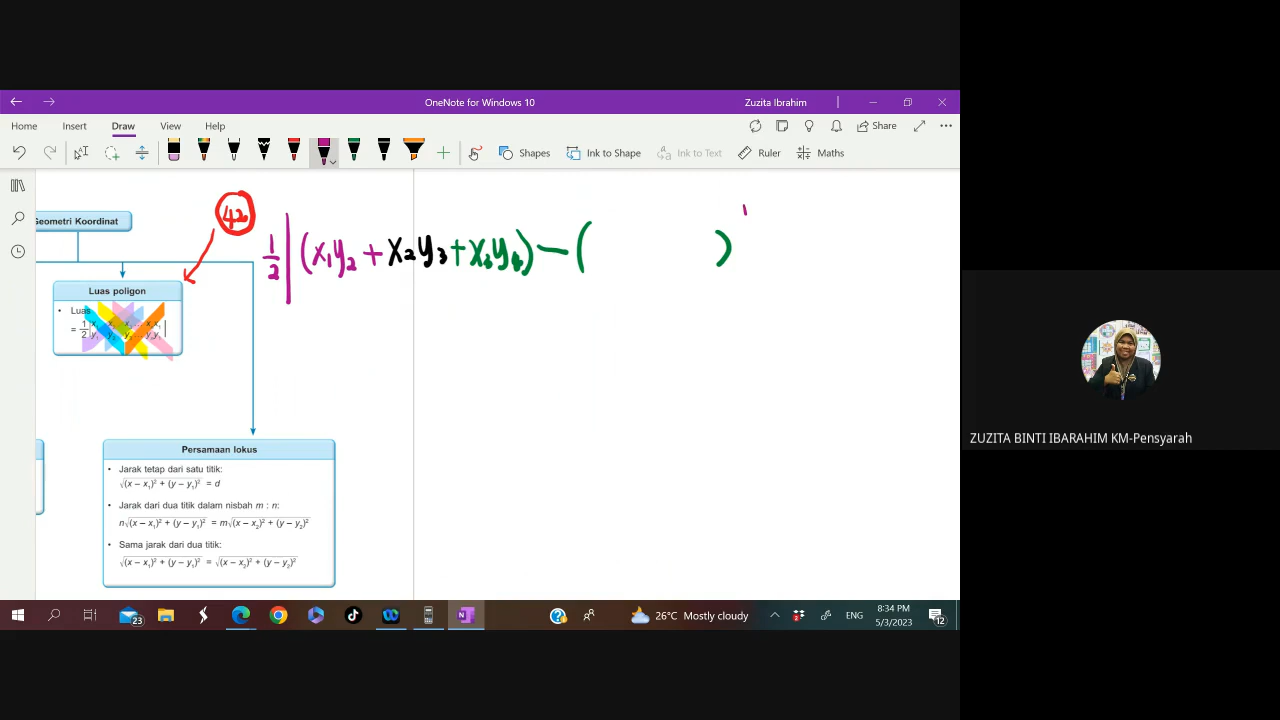 OneNote for Windows 10
Zuzita Ibrahim
Home Insert Draw View Help
Share
Shapes Ink to Shape Ink to Text Ruler Maths
Geometri Koordinat
42
1/2 | (x₁y₂ + x₂y₃ + x₃y₄) − ( )
Luas poligon
• Luas
Persamaan lokus
• Jarak tetap dari satu titik:
√(x – x₁)² + (y – y₁)² = d
• Jarak dari dua titik dalam nisbah m : n:
n√(x – x₁)² + (y – y₁)² = m√(x – x₂)² + (y – y₂)²
• Sama jarak dari dua titik:
√(x – x₁)² + (y – y₁)² = √(x – x₂)² + (y – y₂)²
ZUZITA BINTI IBARAHIM KM-Pensyarah
23
26°C Mostly cloudy
ENG
8:34 PM
5/3/2023
12